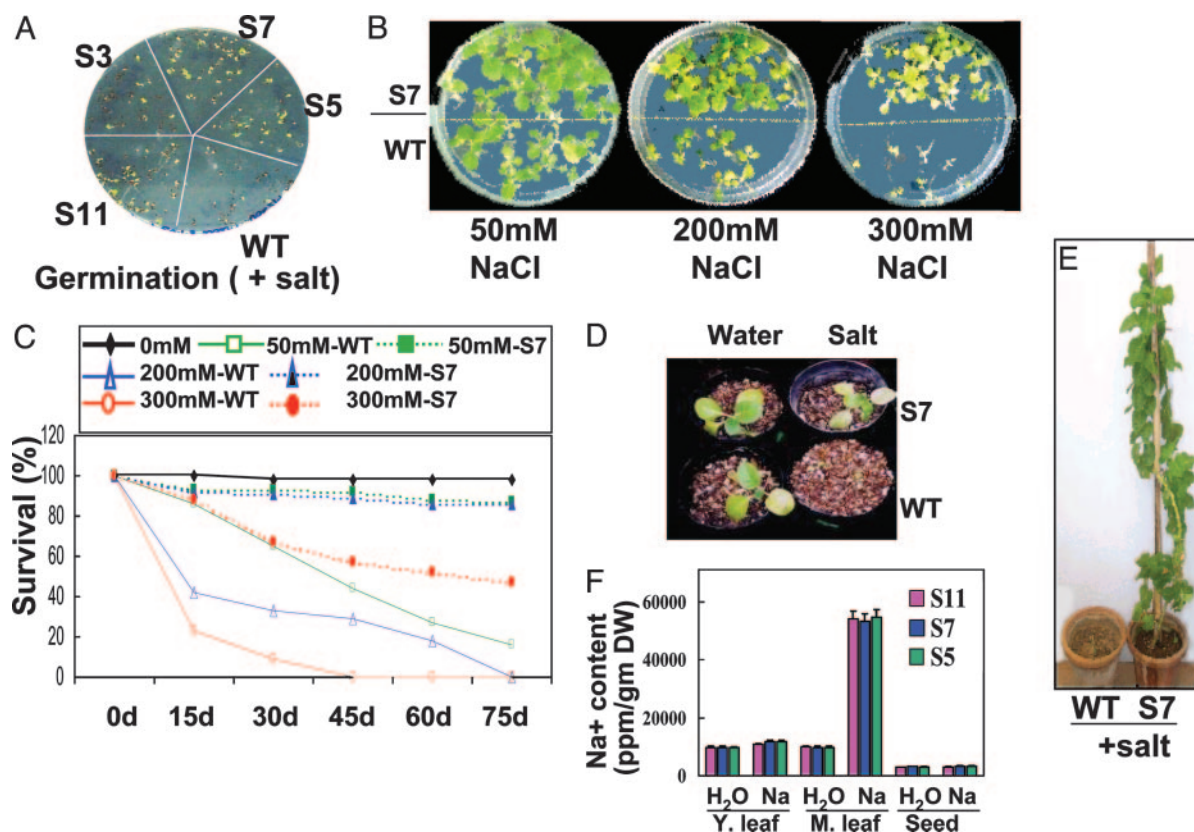 A
S3
S7
S5
S11
WT
Germination ( + salt)
B
S7
WT
50mM
NaCl
200mM
NaCl
300mM
NaCl
C
0mM
50mM-WT
50mM-S7
200mM-WT
200mM-S7
300mM-WT
300mM-S7
Survival (%)
120
100
80
60
40
20
0
0d
15d
30d
45d
60d
75d
D
Water
Salt
S7
WT
E
WT S7
+salt
F
Na+ content
(ppm/gm DW)
60000
40000
20000
0
S11
S7
S5
H₂O Na H₂O Na H₂O Na
Y. leaf M. leaf Seed